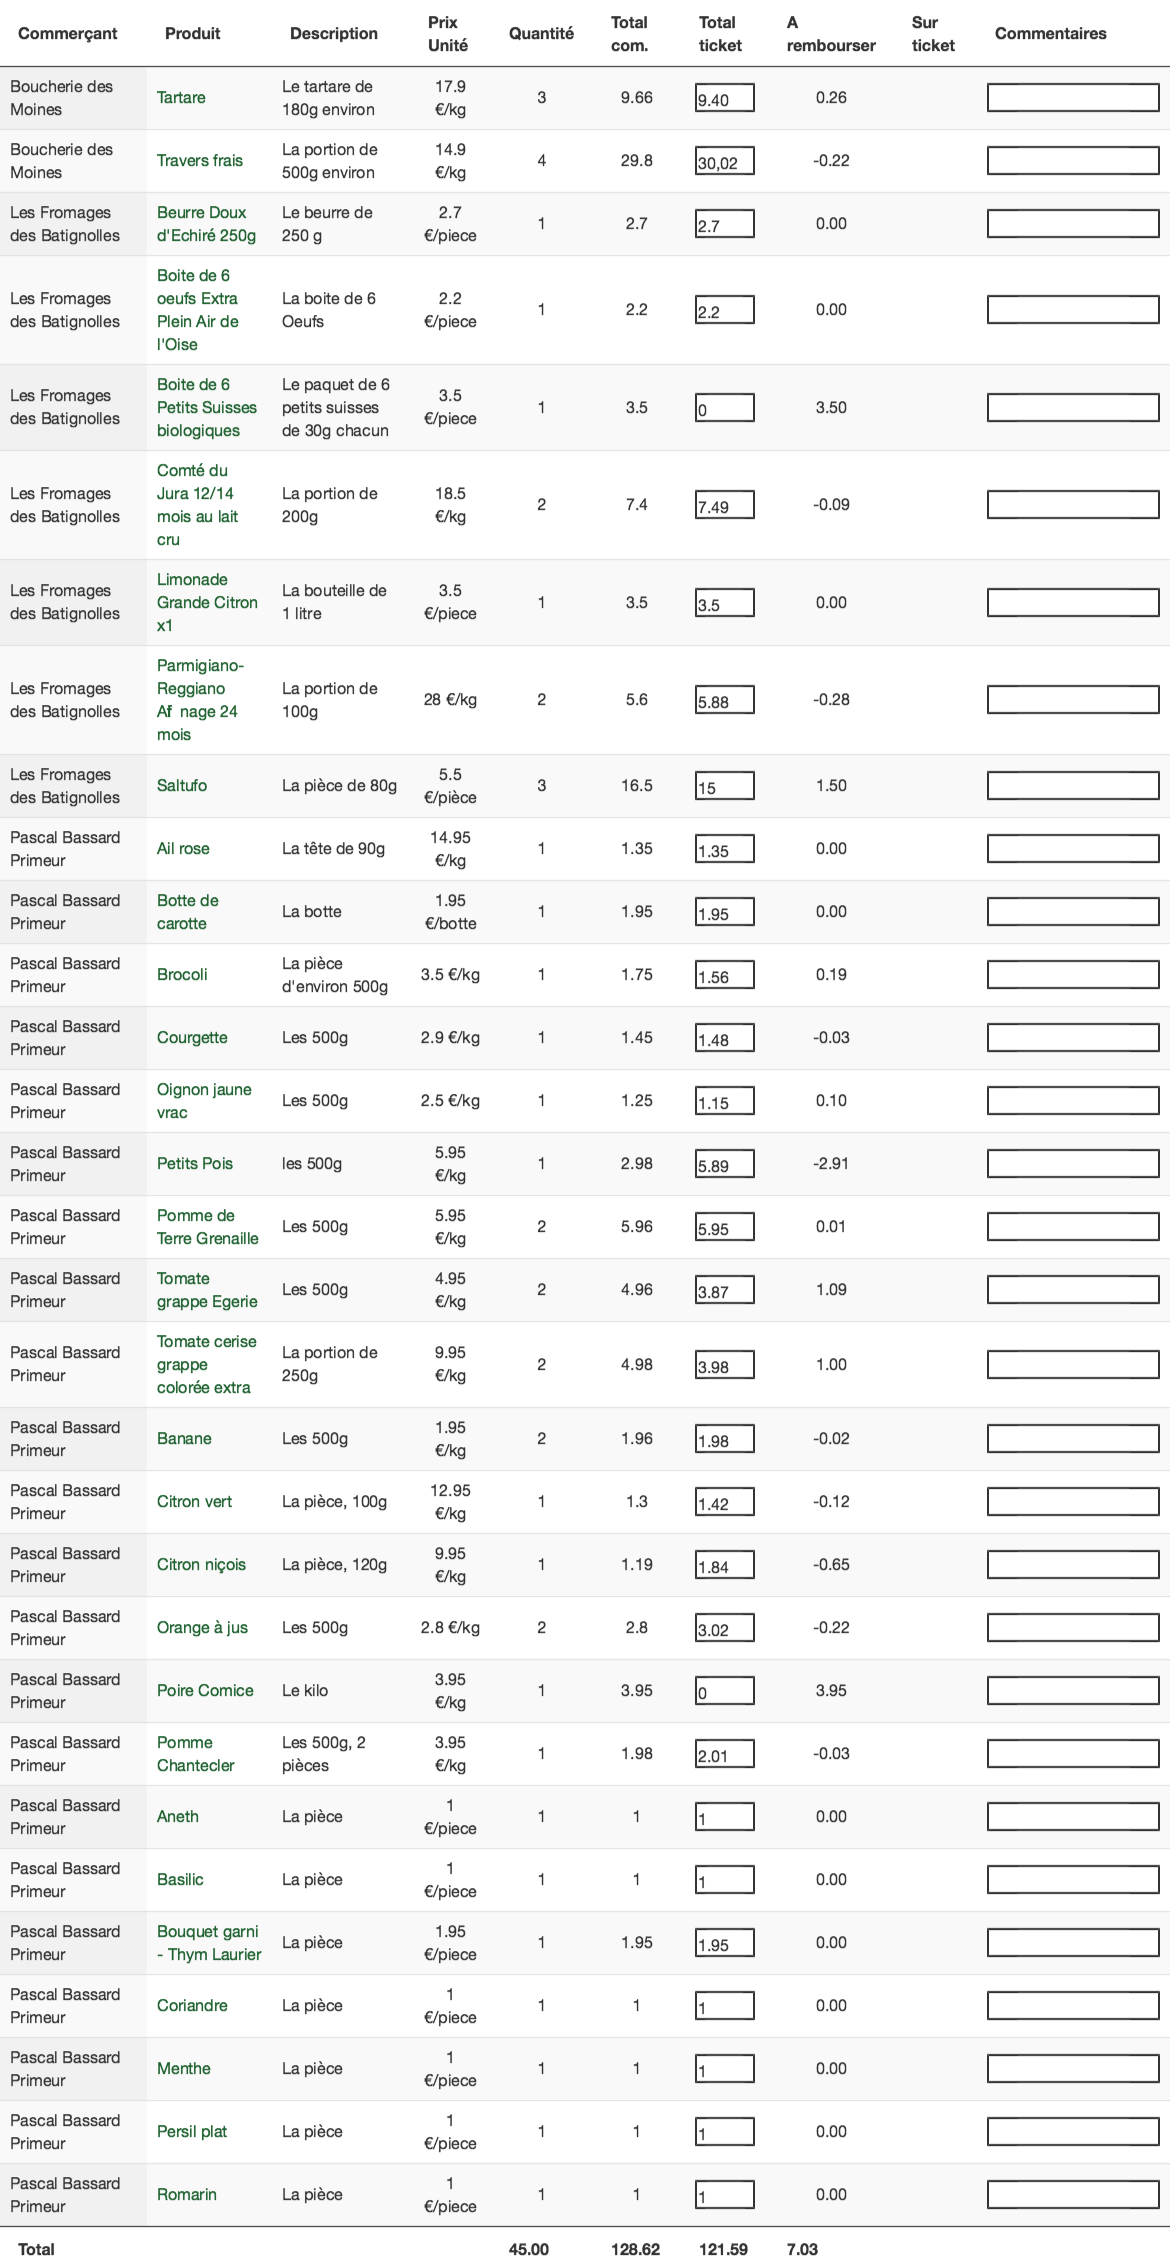 Commerçant Produit Description Prix Unité Quantité Total com. Total ticket A rembourser Sur ticket Commentaires
Boucherie des Moines Tartare Le tartare de 180g environ 17.9 €/kg 3 9.66 9.40 0.26
Boucherie des Moines Travers frais La portion de 500g environ 14.9 €/kg 4 29.8 30,02 -0.22
Les Fromages des Batignolles Beurre Doux d'Echiré 250g Le beurre de 250 g 2.7 €/piece 1 2.7 2.7 0.00
Les Fromages des Batignolles Boite de 6 oeufs Extra Plein Air de l'Oise La boite de 6 Oeufs 2.2 €/piece 1 2.2 2.2 0.00
Les Fromages des Batignolles Boite de 6 Petits Suisses biologiques Le paquet de 6 petits suisses de 30g chacun 3.5 €/piece 1 3.5 0 3.50
Les Fromages des Batignolles Comté du Jura 12/14 mois au lait cru La portion de 200g 18.5 €/kg 2 7.4 7.49 -0.09
Les Fromages des Batignolles Limonade Grande Citron x1 La bouteille de 1 litre 3.5 €/piece 1 3.5 3.5 0.00
Les Fromages des Batignolles Parmigiano-Reggiano Af nage 24 mois La portion de 100g 28 €/kg 2 5.6 5.88 -0.28
Les Fromages des Batignolles Saltufo La pièce de 80g 5.5 €/pièce 3 16.5 15 1.50
Pascal Bassard Primeur Ail rose La tête de 90g 14.95 €/kg 1 1.35 1.35 0.00
Pascal Bassard Primeur Botte de carotte La botte 1.95 €/botte 1 1.95 1.95 0.00
Pascal Bassard Primeur Brocoli La pièce d'environ 500g 3.5 €/kg 1 1.75 1.56 0.19
Pascal Bassard Primeur Courgette Les 500g 2.9 €/kg 1 1.45 1.48 -0.03
Pascal Bassard Primeur Oignon jaune vrac Les 500g 2.5 €/kg 1 1.25 1.15 0.10
Pascal Bassard Primeur Petits Pois les 500g 5.95 €/kg 1 2.98 5.89 -2.91
Pascal Bassard Primeur Pomme de Terre Grenaille Les 500g 5.95 €/kg 2 5.96 5.95 0.01
Pascal Bassard Primeur Tomate grappe Egerie Les 500g 4.95 €/kg 2 4.96 3.87 1.09
Pascal Bassard Primeur Tomate cerise grappe colorée extra La portion de 250g 9.95 €/kg 2 4.98 3.98 1.00
Pascal Bassard Primeur Banane Les 500g 1.95 €/kg 2 1.96 1.98 -0.02
Pascal Bassard Primeur Citron vert La pièce, 100g 12.95 €/kg 1 1.3 1.42 -0.12
Pascal Bassard Primeur Citron niçois La pièce, 120g 9.95 €/kg 1 1.19 1.84 -0.65
Pascal Bassard Primeur Orange à jus Les 500g 2.8 €/kg 2 2.8 3.02 -0.22
Pascal Bassard Primeur Poire Comice Le kilo 3.95 €/kg 1 3.95 0 3.95
Pascal Bassard Primeur Pomme Chantecler Les 500g, 2 pièces 3.95 €/kg 1 1.98 2.01 -0.03
Pascal Bassard Primeur Aneth La pièce 1 €/piece 1 1 1 0.00
Pascal Bassard Primeur Basilic La pièce 1 €/piece 1 1 1 0.00
Pascal Bassard Primeur Bouquet garni - Thym Laurier La pièce 1.95 €/piece 1 1.95 1.95 0.00
Pascal Bassard Primeur Coriandre La pièce 1 €/piece 1 1 1 0.00
Pascal Bassard Primeur Menthe La pièce 1 €/piece 1 1 1 0.00
Pascal Bassard Primeur Persil plat La pièce 1 €/piece 1 1 1 0.00
Pascal Bassard Primeur Romarin La pièce 1 €/piece 1 1 1 0.00
Total 45.00 128.62 121.59 7.03